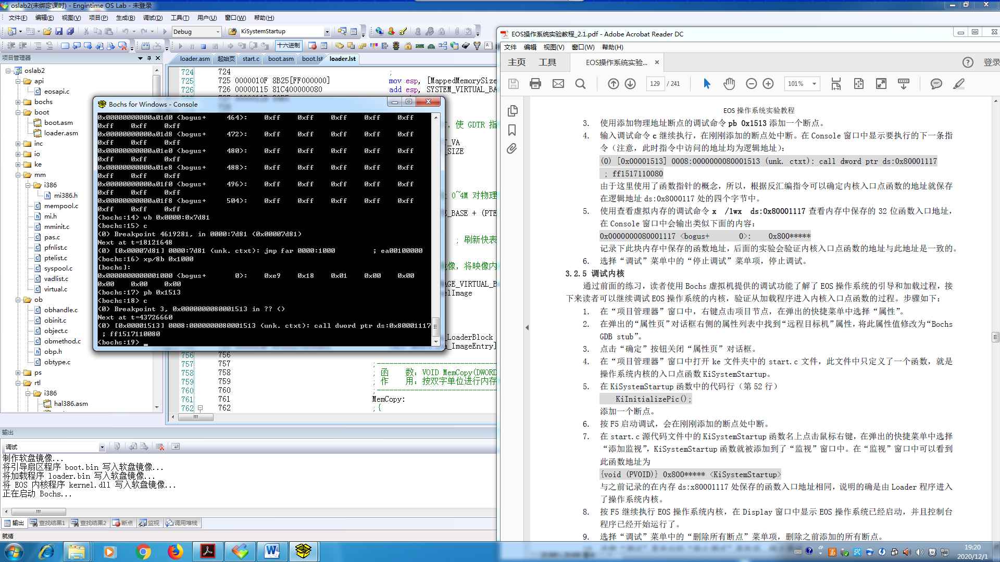 oslab2(未绑定课时) - Engintime OS Lab - 未登录
文件(F) 编辑(E) 视图(V) 项目(P) 生成(B) 调试(D) 工具(T) 用户(U) 窗口(W) 帮助(H)
Debug KiSystemStartup
十六进制
项目管理器
oslab2
api
eosapi.c
bochs
boot
boot.asm
loader.asm
inc
io
ke
mm
i386
mi386.h
mempool.c
mi.h
mminit.c
pas.c
pfnlist.c
ptelist.c
syspool.c
vadlist.c
virtual.c
ob
obhandle.c
obinit.c
object.c
obmethod.c
obp.h
obtype.c
ps
rtl
i386
hal386.asm
loader.asm 起始页 start.c boot.asm boot.lst loader.lst
724 724 ;
725 725 0000010F 8B25[FF000000] mov esp, [MappedMemorySize
726 726 00000115 81C400000080 add esp, SYSTEM_VIRTUAL_BA
，使 GDTR 指
T_VA
_SIZE
0~4M 对物理
E_BASE + (PTE
; 刷新快表
像，将映像内
AGE_VIRTUAL_B
elImage
_LoaderBlock
a_ImageEntry]
756 756
757 757 ;----------------------------
758 758 ; 函 数：VOID MemCopy(DWORD
759 759 ; 作 用：按双字单位进行内存
760 760 ;----------------------------
761 761 MemCopy:
762 762 ;{
Bochs for Windows - Console
0x00000000000a01d0 <bogus+ 464>: 0xff 0xff 0xff 0xff 0xff
0xff 0xff 0xff
0x00000000000a01d8 <bogus+ 472>: 0xff 0xff 0xff 0xff 0xff
0xff 0xff 0xff
0x00000000000a01e0 <bogus+ 480>: 0xff 0xff 0xff 0xff 0xff
0xff 0xff 0xff
0x00000000000a01e8 <bogus+ 488>: 0xff 0xff 0xff 0xff 0xff
0xff 0xff 0xff
0x00000000000a01f0 <bogus+ 496>: 0xff 0xff 0xff 0xff 0xff
0xff 0xff 0xff
0x00000000000a01f8 <bogus+ 504>: 0xff 0xff 0xff 0xff 0xff
0xff 0xff 0xff
<bochs:14> vb 0x0000:0x7d81
<bochs:15> c
(0) Breakpoint 4619281, in 0000:7d81 (0x00007d81)
Next at t=18121648
(0) [0x00007d81] 0000:7d81 (unk. ctxt): jmp far 0000:1000 ; ea00100000
<bochs:16> xp/8b 0x1000
[bochs]:
0x0000000000001000 <bogus+ 0>: 0xe9 0x18 0x01 0x00 0x00
0x00 0x00 0x00
<bochs:17> pb 0x1513
<bochs:18> c
(0) Breakpoint 3, 0x0000000080001513 in ?? ()
Next at t=43726660
(0) [0x00001513] 0008:0000000080001513 (unk. ctxt): call dword ptr ds:0x80001117
; ff1517110080
<bochs:19>
输出
调试
制作软盘镜像...
将引导扇区程序 boot.bin 写入软盘镜像...
将加载程序 loader.bin 写入软盘镜像...
将 EOS 内核程序 kernel.dll 写入软盘镜像...
正在启动 Bochs...
输出 查找结果1 查找结果2 断点 监视 调用堆栈
就绪
EOS操作系统实验教程_2.1.pdf - Adobe Acrobat Reader DC
文件 编辑 视图(V) 窗口(W) 帮助(H)
主页 工具 EOS操作系统实验... × 登录
129 / 241 101%
EOS 操作系统实验教程
3. 使用添加物理地址断点的调试命令 pb 0x1513 添加一个断点。
4. 输入调试命令 c 继续执行，在刚刚添加的断点处中断。在 Console 窗口中显示要执行的下一条指
令（注意，此时指令中访问的地址均为逻辑地址）：
(0) [0x00001513] 0008:0000000080001513 (unk. ctxt): call dword ptr ds:0x80001117
; ff1517110080
由于这里使用了函数指针的概念，所以，根据反汇编指令可以确定内核入口点函数的地址就保存
在逻辑地址 ds:0x8000117 处的四个字节中。
5. 使用查看虚拟内存的调试命令 x /1wx ds:0x80001117 查看内存中保存的 32 位函数入口地址，
在 Console 窗口中会输出类似下面的内容：
0x0000000080001117 <bogus+ 0>: 0x800*****
记录下此块内存中保存的函数地址，后面的实验会验证内核入口点函数的地址与此地址是一致的。
6. 选择“调试”菜单中的“停止调试”菜单项，停止调试。
3.2.5 调试内核
通过前面的练习，读者使用 Bochs 虚拟机提供的调试功能了解了 EOS 操作系统的引导和加载过程，接
下来读者可以继续调试 EOS 操作系统的内核，验证从加载程序进入内核入口点函数的过程。步骤如下：
1. 在“项目管理器”窗口中，右键点击项目节点，在弹出的快捷菜单中选择“属性”。
2. 在弹出的“属性页”对话框右侧的属性列表中找到“远程目标机”属性，将此属性值修改为“Bochs
GDB stub”。
3. 点击“确定”按钮关闭“属性页”对话框。
4. 在“项目管理器”窗口中打开 ke 文件夹中的 start.c 文件，此文件中只定义了一个函数，就是
操作系统内核的入口点函数 KiSystemStartup。
5. 在 KiSystemStartup 函数中的代码行（第 52 行）
KiInitializePic();
添加一个断点。
6. 按 F5 启动调试，会在刚刚添加的断点处中断。
7. 在 start.c 源代码文件中的 KiSystemStartup 函数名上点击鼠标右键，在弹出的快捷菜单中选择
“添加监视”，KiSystemStartup 函数就被添加到了“监视”窗口中。在“监视”窗口中可以看到
此函数地址为
{void (PVOID)} 0x800***** <KiSystemStartup>
与之前记录的在内存 ds:x80001117 处保存的函数入口地址相同，说明的确是由 Loader 程序进入
了操作系统内核。
8. 按 F5 继续执行 EOS 操作系统内核，在 Display 窗口中显示 EOS 操作系统已经启动，并且控制台
程序已经开始运行了。
9. 选择“调试”菜单中的“删除所有断点”菜单项，删除之前添加的所有断点。
19:20
2020/12/1